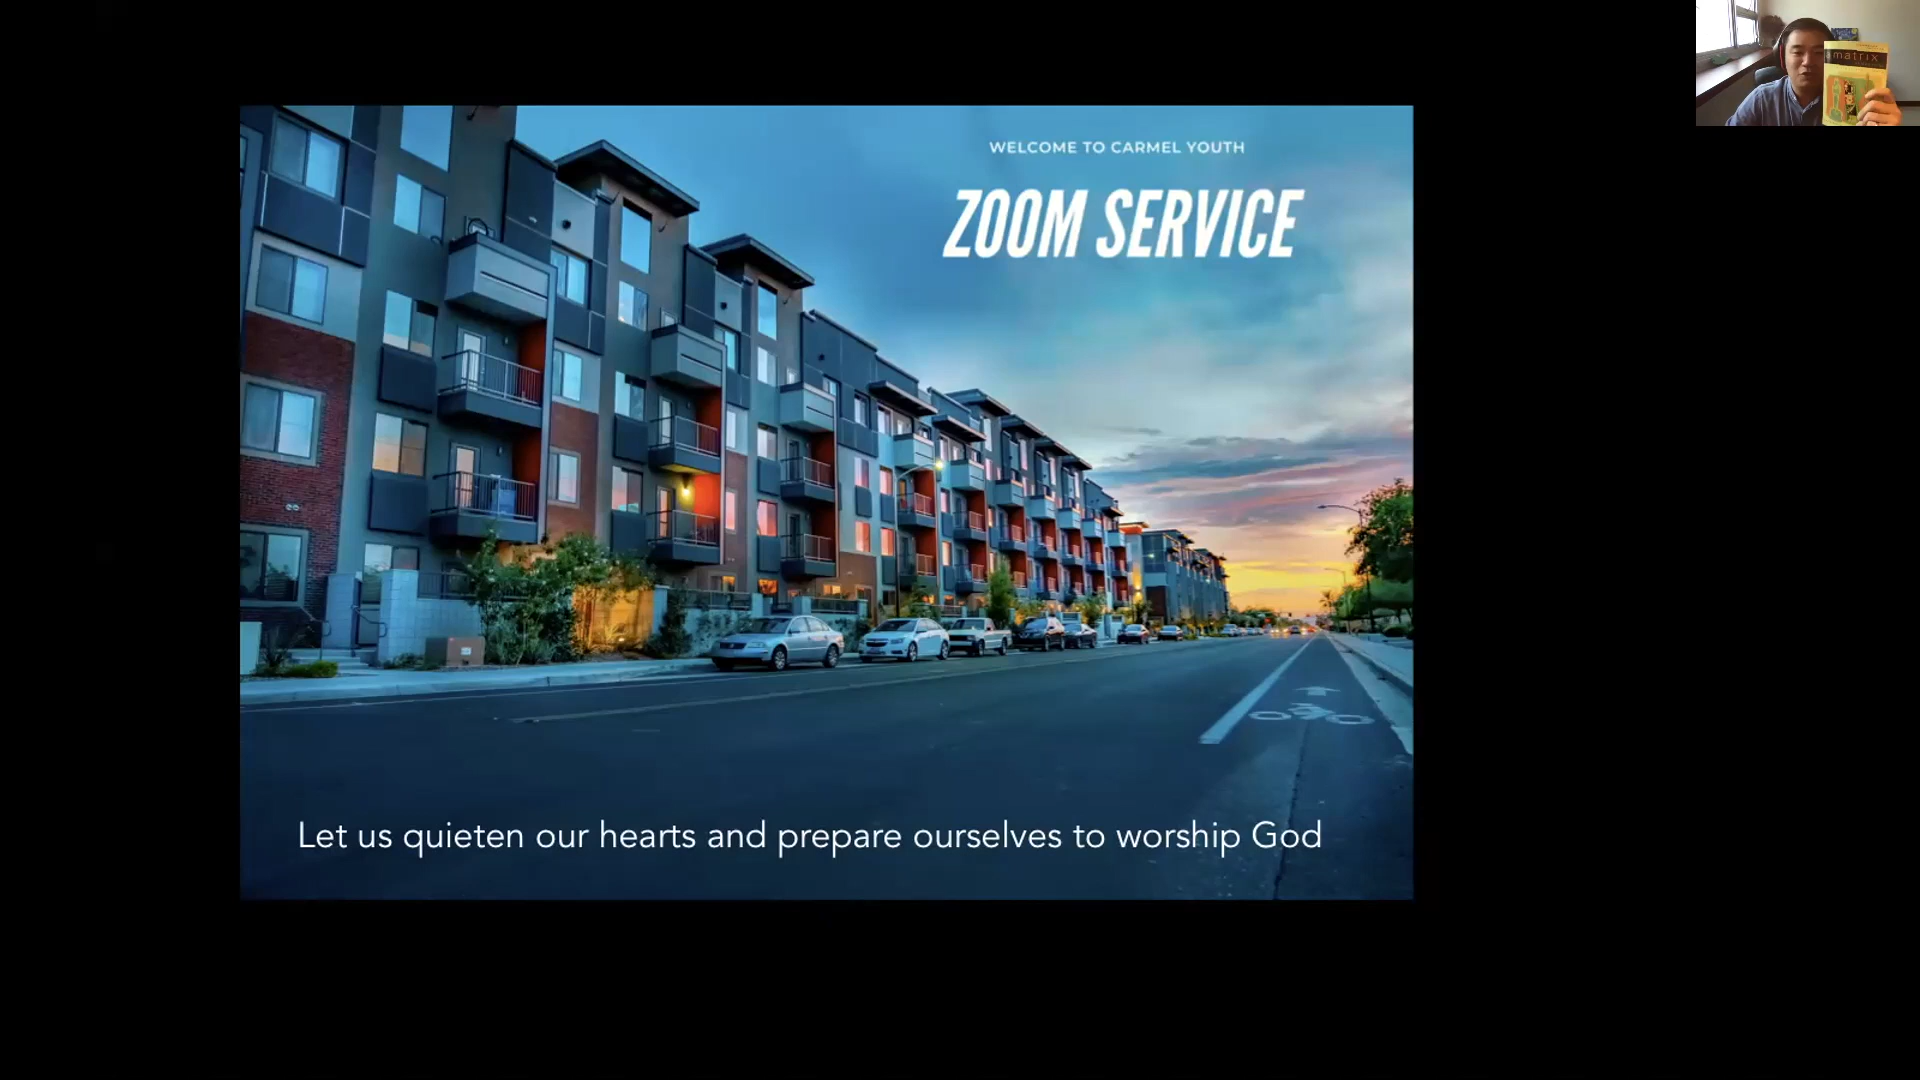 WELCOME TO CARMEL YOUTH
ZOOM SERVICE
Let us quieten our hearts and prepare ourselves to worship God
matrix